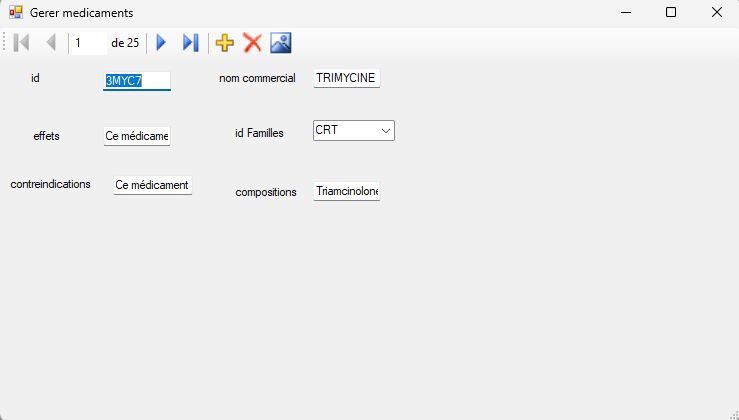 Gerer medicaments
1 de 25
id 3MYC7 nom commercial TRIMYCINE
effets Ce médicame id Familles CRT
contreindications Ce médicament compositions Triamcinolone